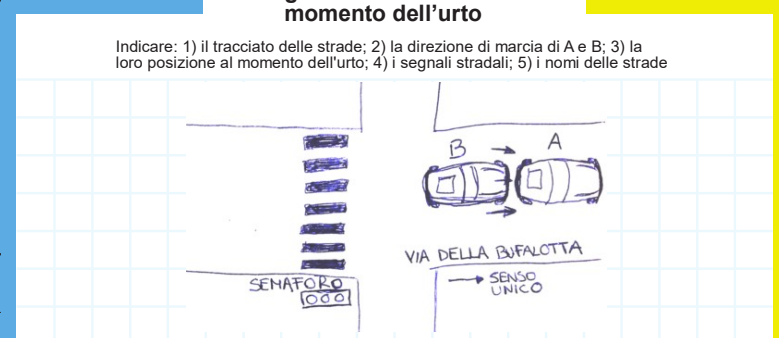 momento dell'urto
Indicare: 1) il tracciato delle strade; 2) la direzione di marcia di A e B; 3) la
loro posizione al momento dell'urto; 4) i segnali stradali; 5) i nomi delle strade
B A
VIA DELLA BUFALOTTA
SEMAFORO
SENSO
UNICO